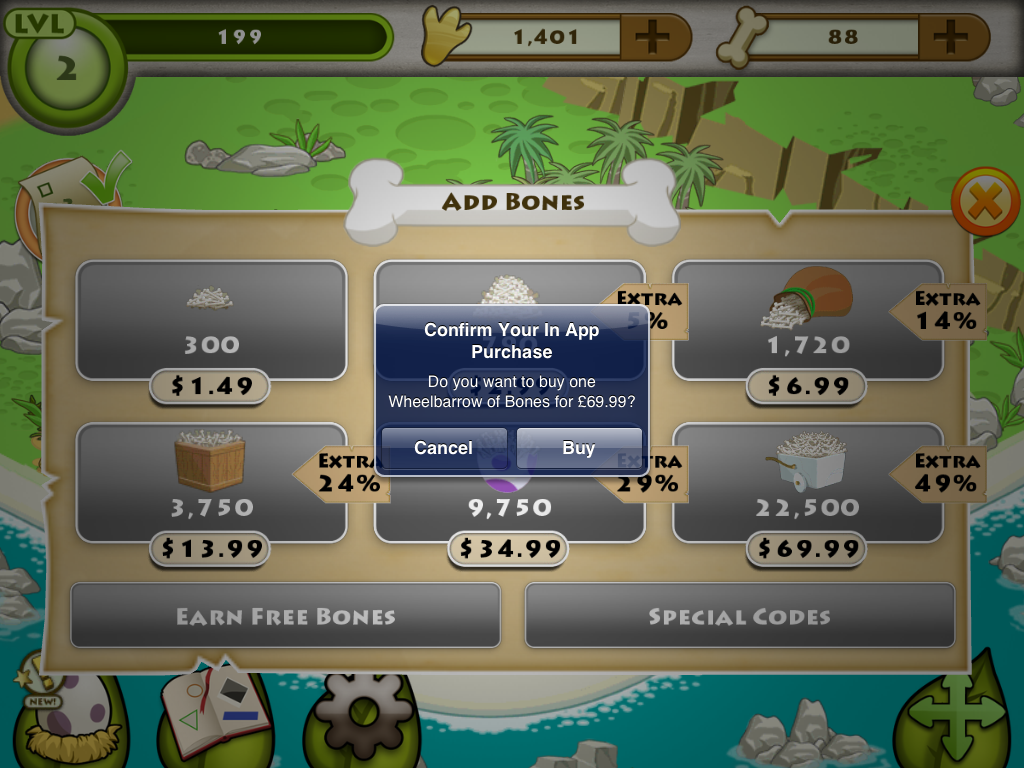 LVL
2
199
1,401
88
ADD BONES
300
$1.49
EXTRA
5%
EXTRA
14%
1,720
$6.99
Confirm Your In App
Purchase
Do you want to buy one
Wheelbarrow of Bones for £69.99?
Cancel
Buy
EXTRA
24%
3,750
$13.99
EXTRA
29%
9,750
$34.99
EXTRA
49%
22,500
$69.99
EARN FREE BONES
SPECIAL CODES
NEW!